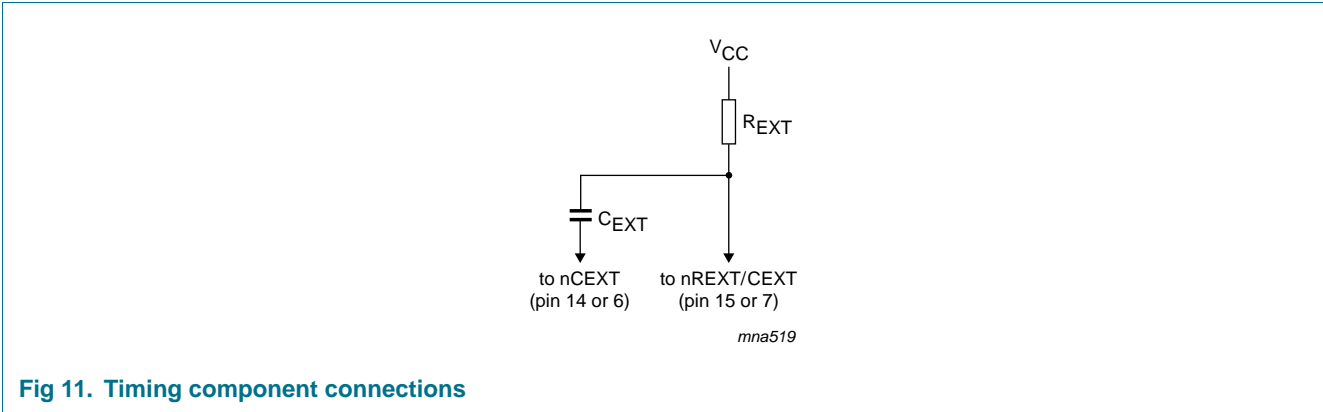 VCC
REXT
CEXT
to nCEXT
(pin 14 or 6)
to nREXT/CEXT
(pin 15 or 7)
mna519
Fig 11. Timing component connections